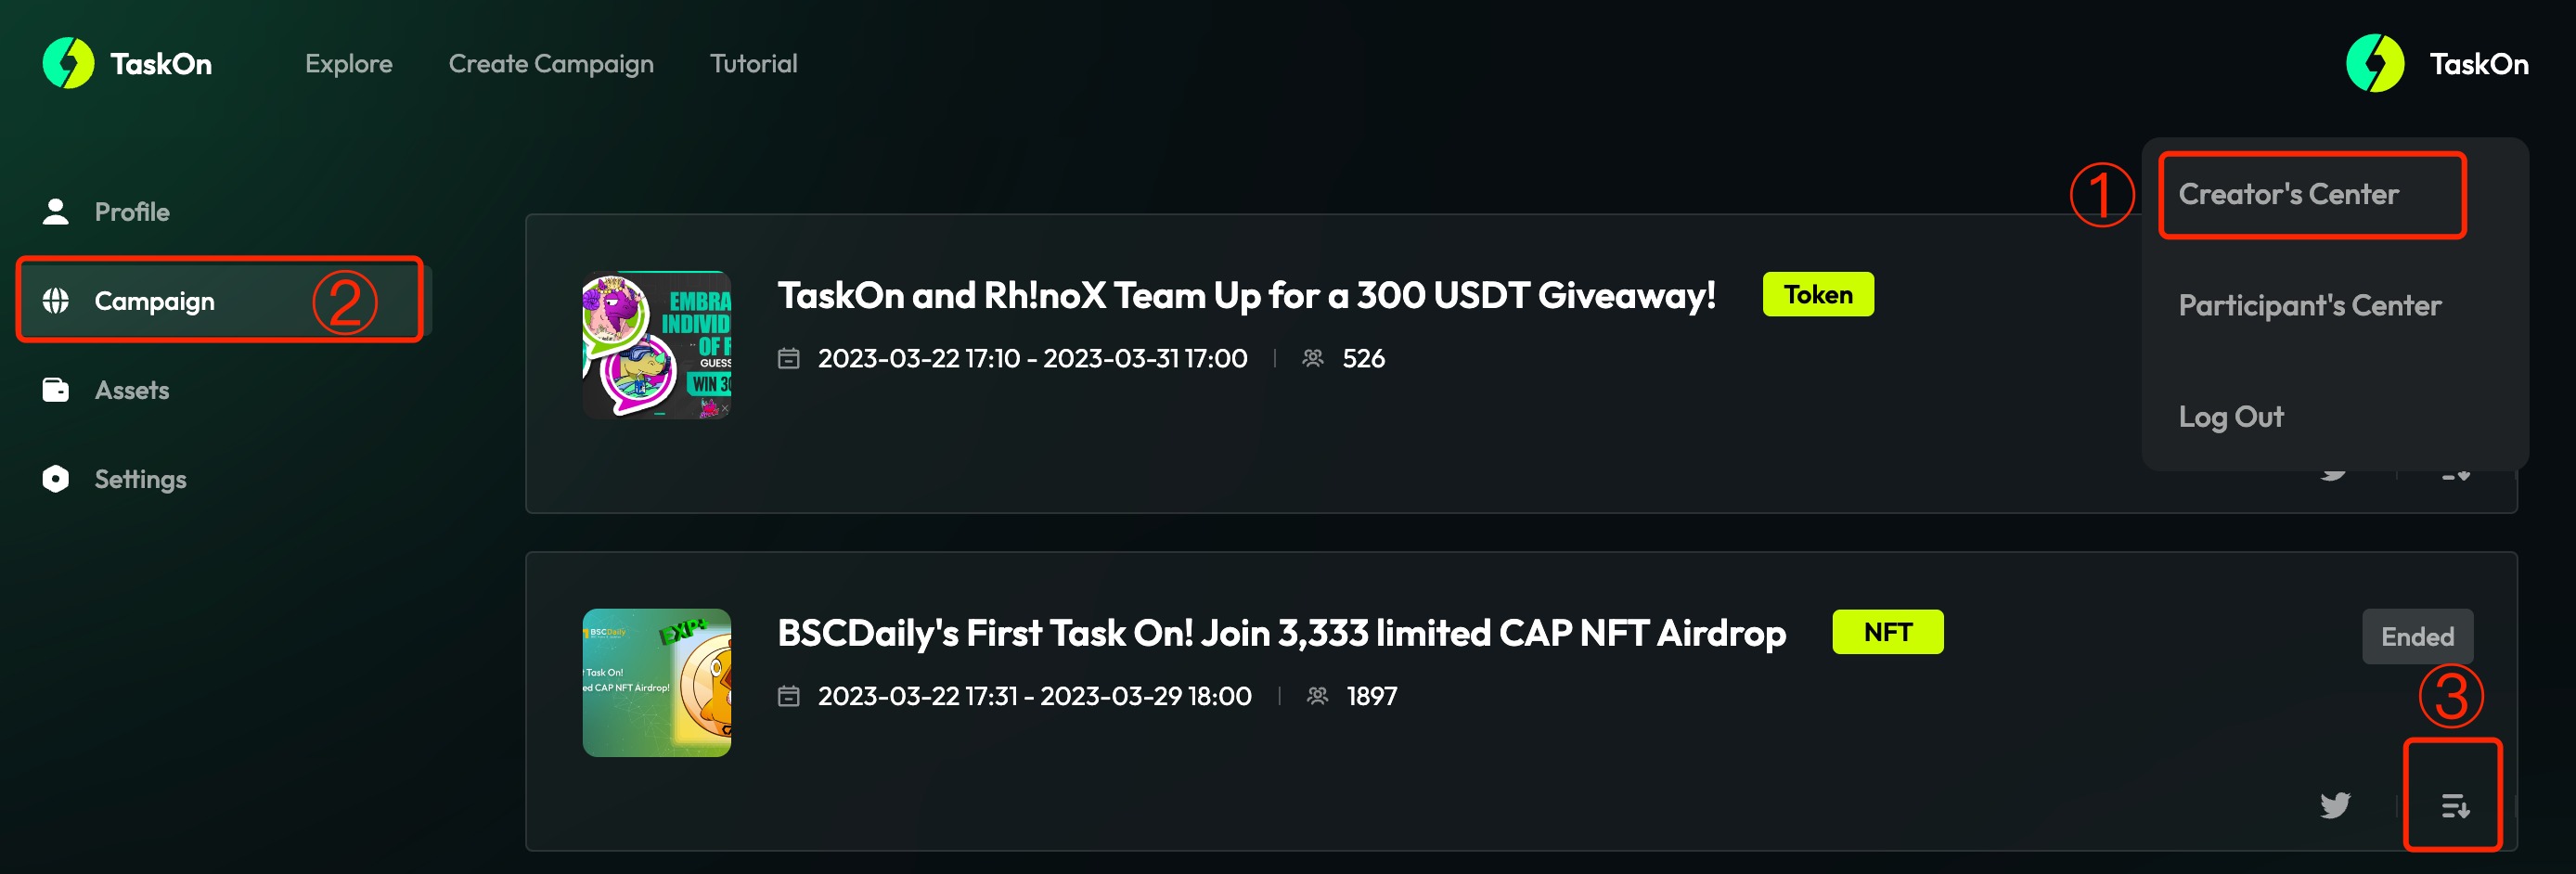 TaskOn
Explore
Create Campaign
Tutorial
TaskOn
Profile
Campaign
②
Assets
Settings
①
Creator's Center
Participant's Center
Log Out
EMBRA
INDIVID
OF F
GUESS
WIN 30
TaskOn and Rh!noX Team Up for a 300 USDT Giveaway!
Token
2023-03-22 17:10 - 2023-03-31 17:00
526
BSCDaily
EXP+
t Task On!
ed CAP NFT Airdrop!
BSCDaily's First Task On! Join 3,333 limited CAP NFT Airdrop
NFT
2023-03-22 17:31 - 2023-03-29 18:00
1897
Ended
③